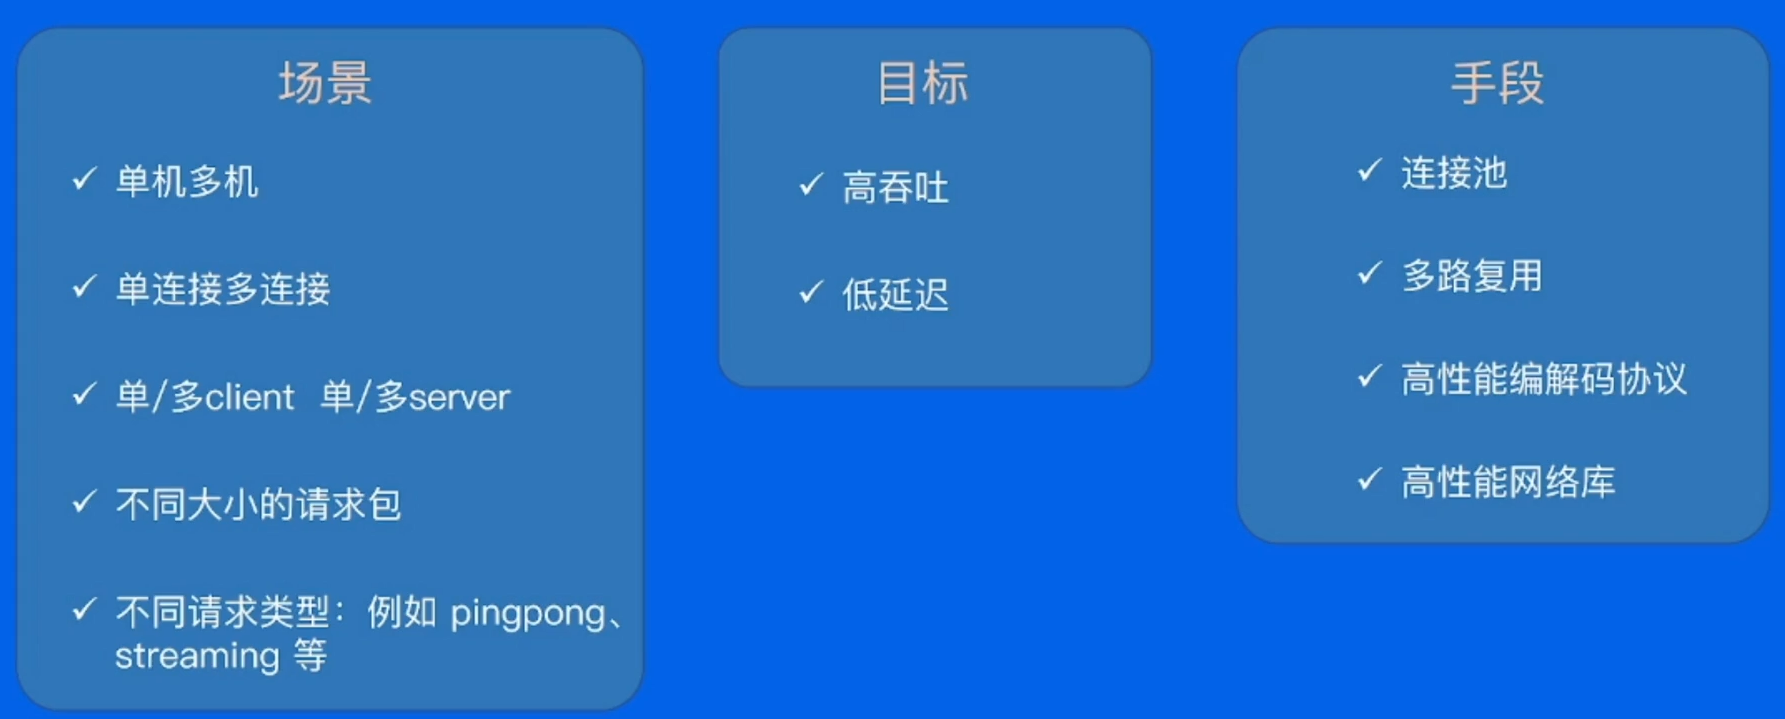 场景
单机多机
单连接多连接
单/多client 单/多server
不同大小的请求包
不同请求类型：例如 pingpong、
streaming 等
目标
高吞吐
低延迟
手段
连接池
多路复用
高性能编解码协议
高性能网络库